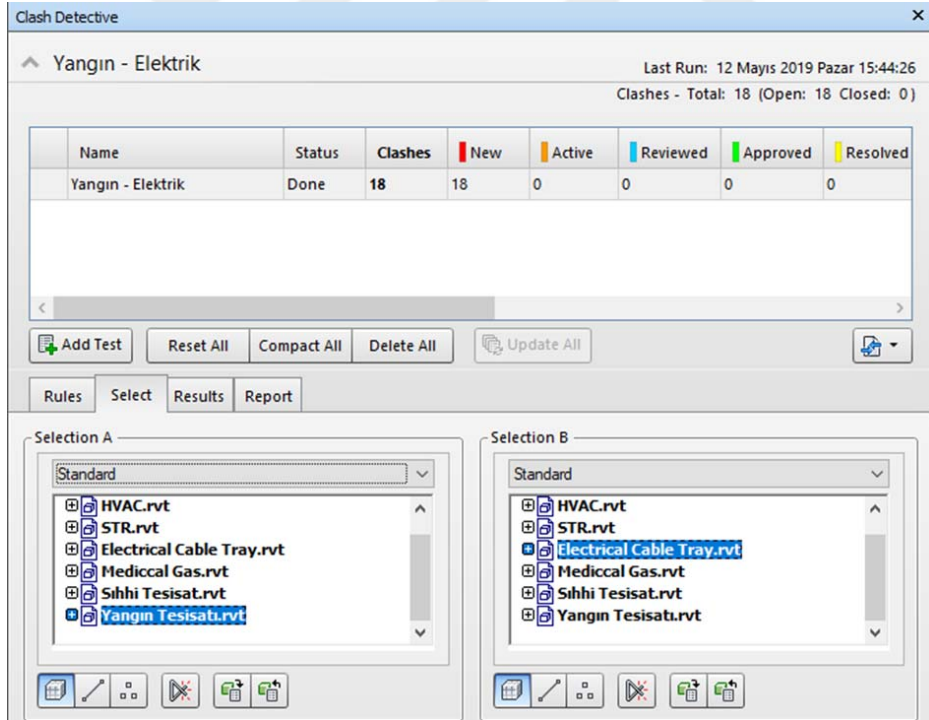 Clash Detective
Yangın - Elektrik
Last Run: 12 Mayıs 2019 Pazar 15:44:26
Clashes - Total: 18 (Open: 18 Closed: 0)
Name Status Clashes New Active Reviewed Approved Resolved
Yangın - Elektrik Done 18 18 0 0 0 0
Add Test Reset All Compact All Delete All Update All
Rules Select Results Report
Selection A
Standard
HVAC.rvt
STR.rvt
Electrical Cable Tray.rvt
Mediccal Gas.rvt
Sıhhi Tesisat.rvt
Yangın Tesisatı.rvt
Selection B
Standard
HVAC.rvt
Electrical Cable Tray.rvt
Mediccal Gas.rvt
Sıhhi Tesisat.rvt
Yangın Tesisatı.rvt